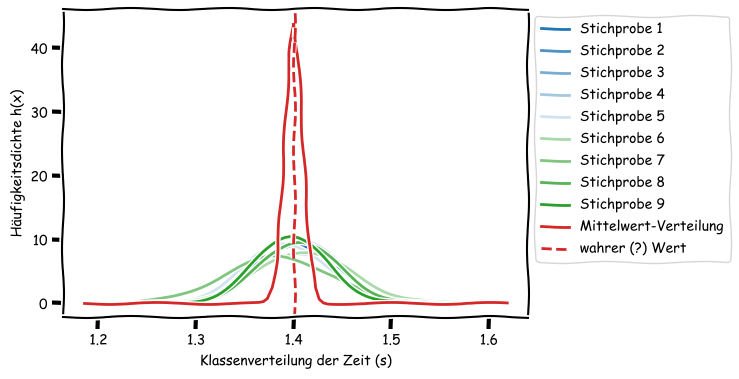 Häufigkeitsdichte h(x)
40
30
20
10
0
1.2 1.3 1.4 1.5 1.6
Klassenverteilung der Zeit (s)
Stichprobe 1
Stichprobe 2
Stichprobe 3
Stichprobe 4
Stichprobe 5
Stichprobe 6
Stichprobe 7
Stichprobe 8
Stichprobe 9
Mittelwert-Verteilung
wahrer (?) Wert